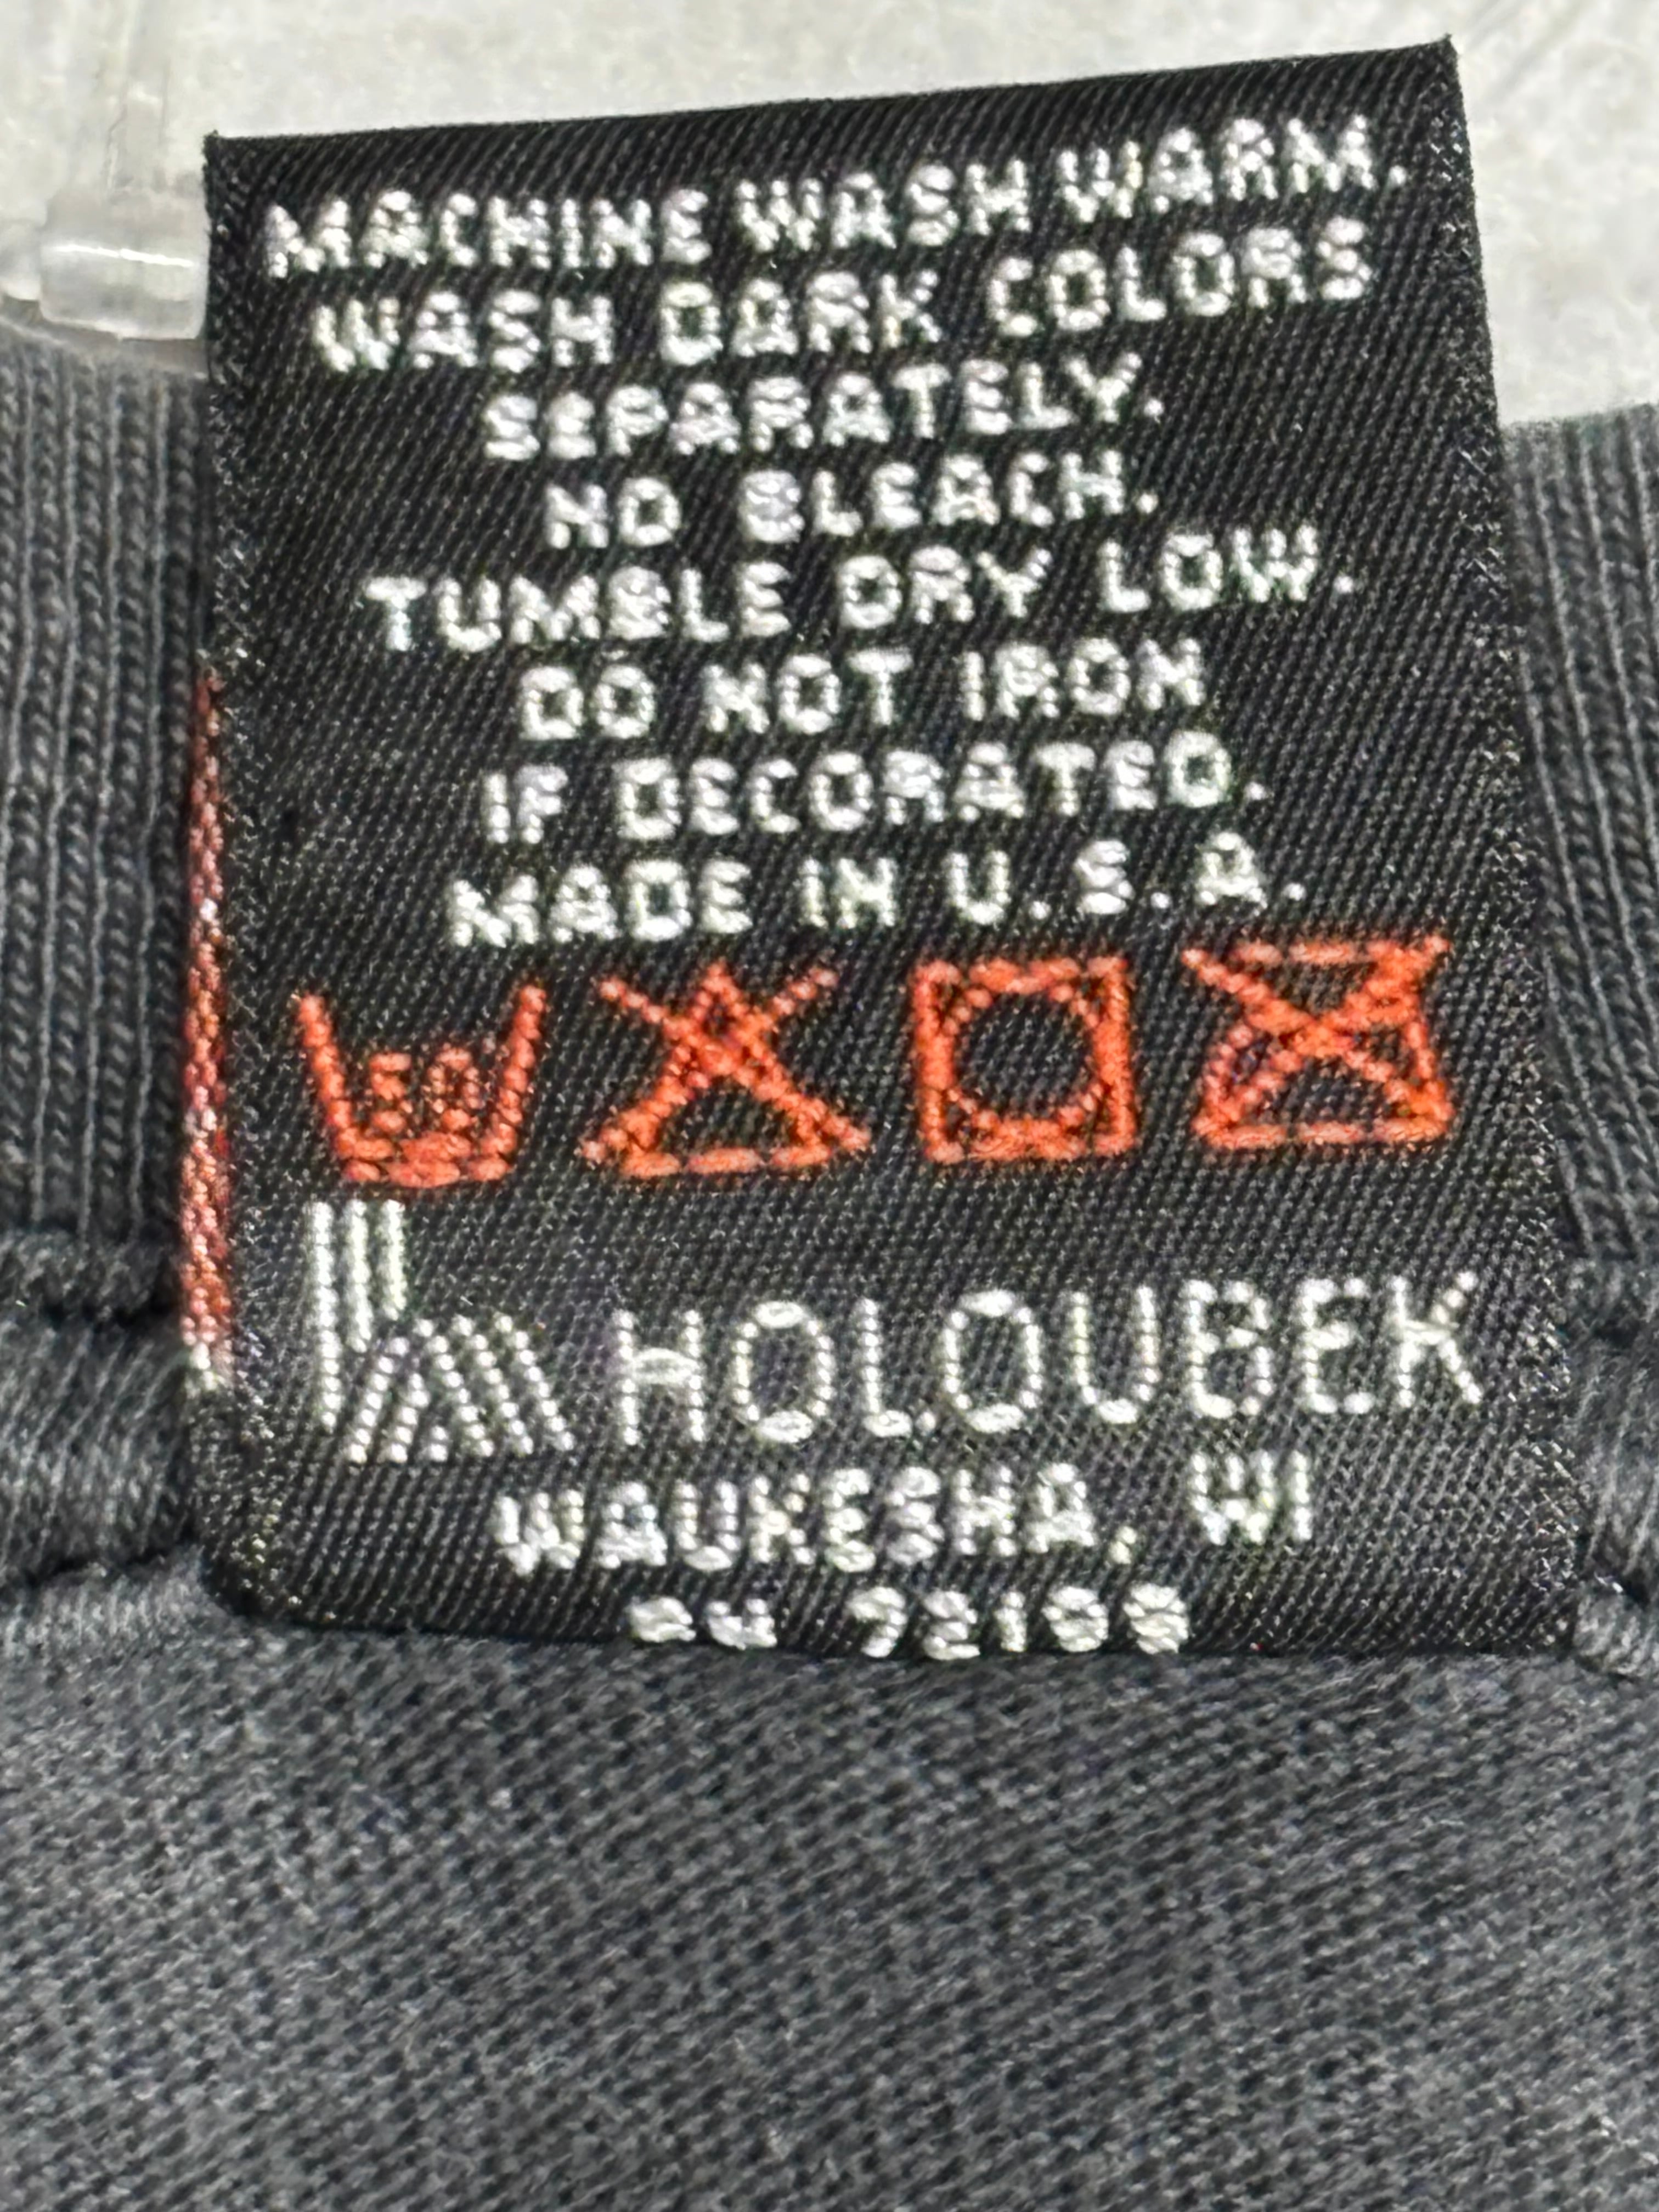 MACHINE WASH WARM.
WASH DARK COLORS
SEPARATELY.
NO BLEACH.
TUMBLE DRY LOW.
DO NOT IRON
IF DECORATED.
MADE IN U.S.A.
50
HOLOUBEK
WAUKESHA, WI